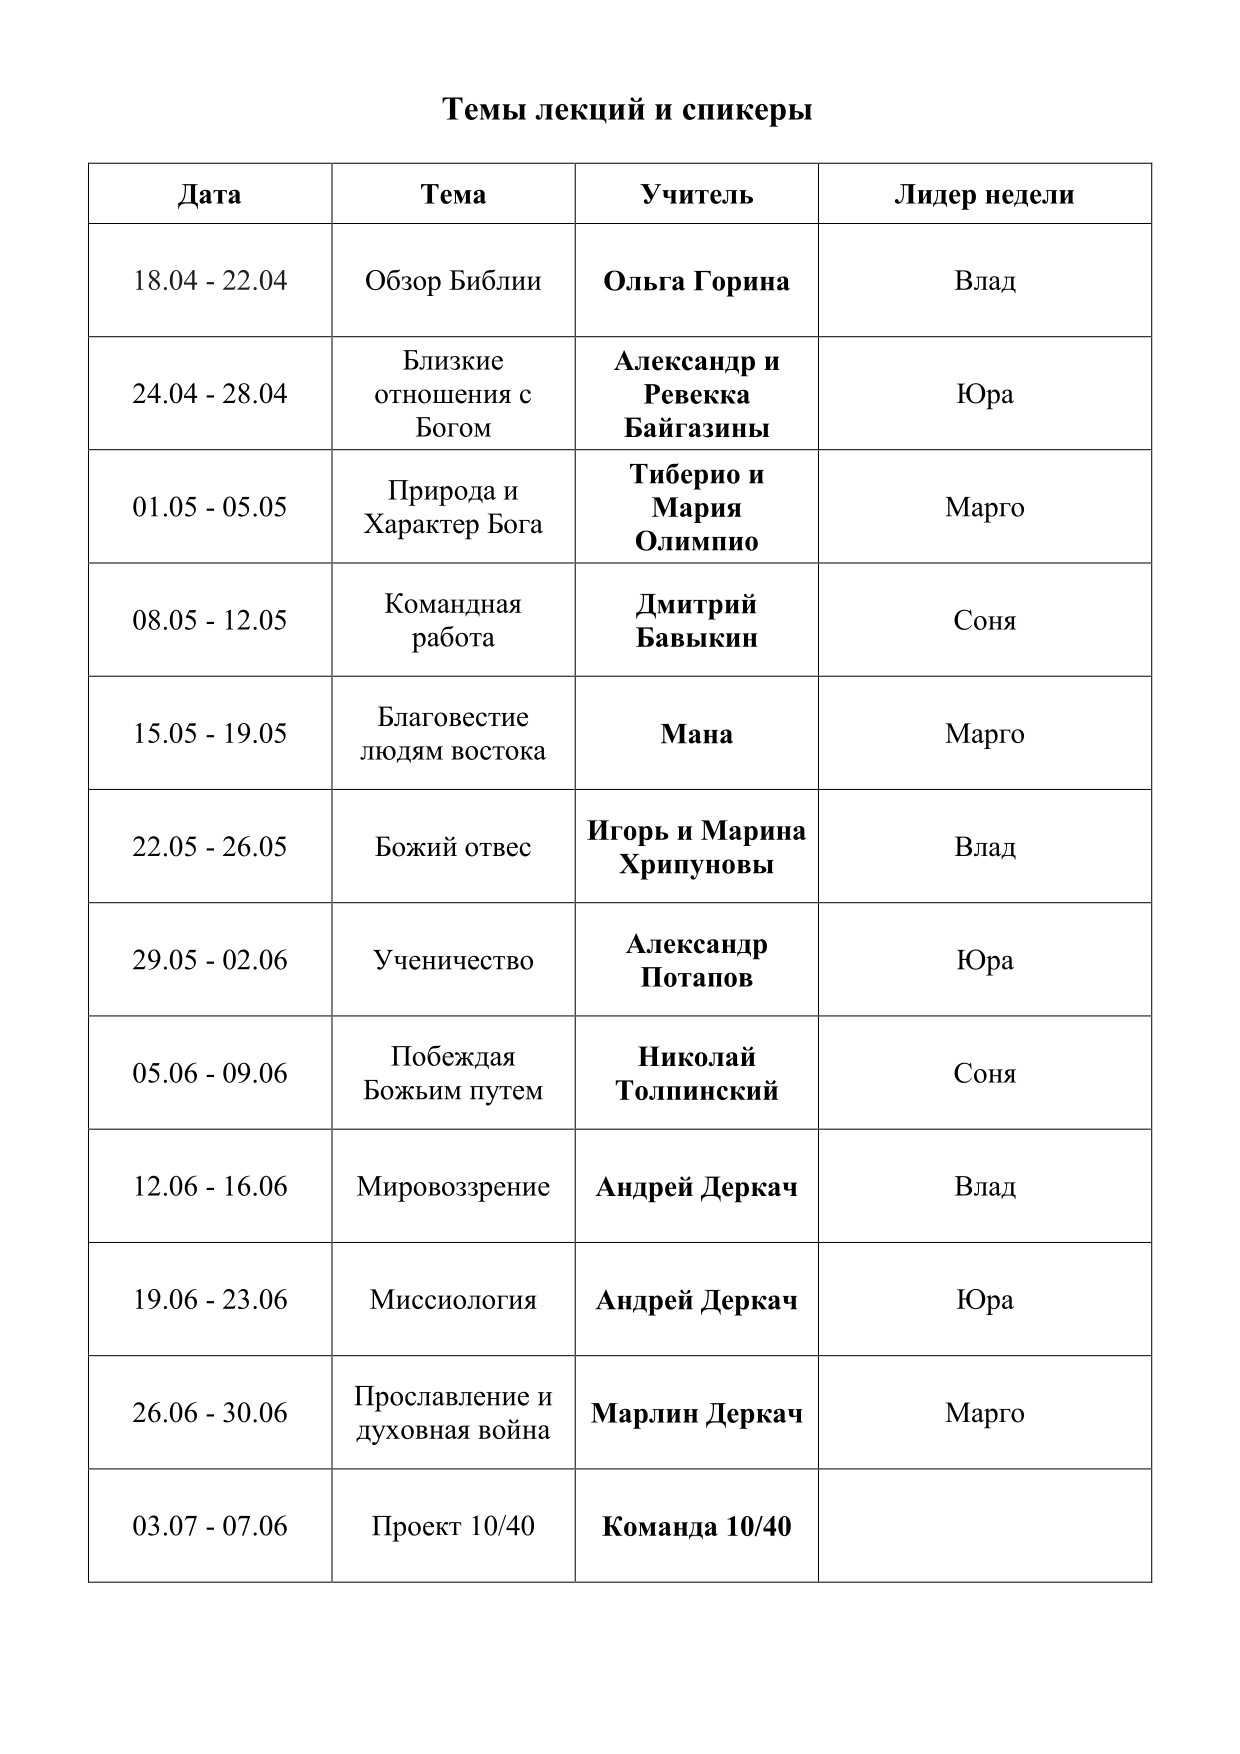 Темы лекций и спикеры
Дата Тема Учитель Лидер недели
18.04 - 22.04 Обзор Библии Ольга Горина Влад
Близкие
отношения с
Богом
Александр и
Ревекка
Байгазины
24.04 - 28.04 Юра
01.05 - 05.05
Природа и
Характер Бога
Тиберио и
Мария
Олимпио
Марго
08.05 - 12.05
Командная
работа
Дмитрий
Бавыкин
Соня
15.05 - 19.05
Благовестие
людям востока
Мана
Марго
22.05 - 26.05
Божий отвес
Игорь и Марина
Хрипуновы
Влад
29.05 - 02.06
Ученичество
Александр
Потапов
Юра
05.06 - 09.06
Побеждая
Божьим путем
Николай
Толпинский
Соня
12.06 - 16.06 Мировоззрение Андрей Деркач Влад
19.06 - 23.06 Миссиология Андрей Деркач Юра
26.06 - 30.06
Прославление и
духовная война
Марлин Деркач
Марго
03.07 - 07.06 Проект 10/40 Команда 10/40